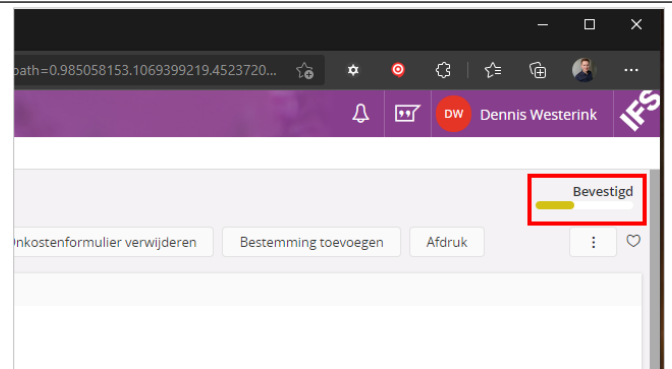 path=0.985058153.1069399219.4523720...
DW Dennis Westerink IFS
Bevestigd
nkostenformulier verwijderen Bestemming toevoegen Afdruk